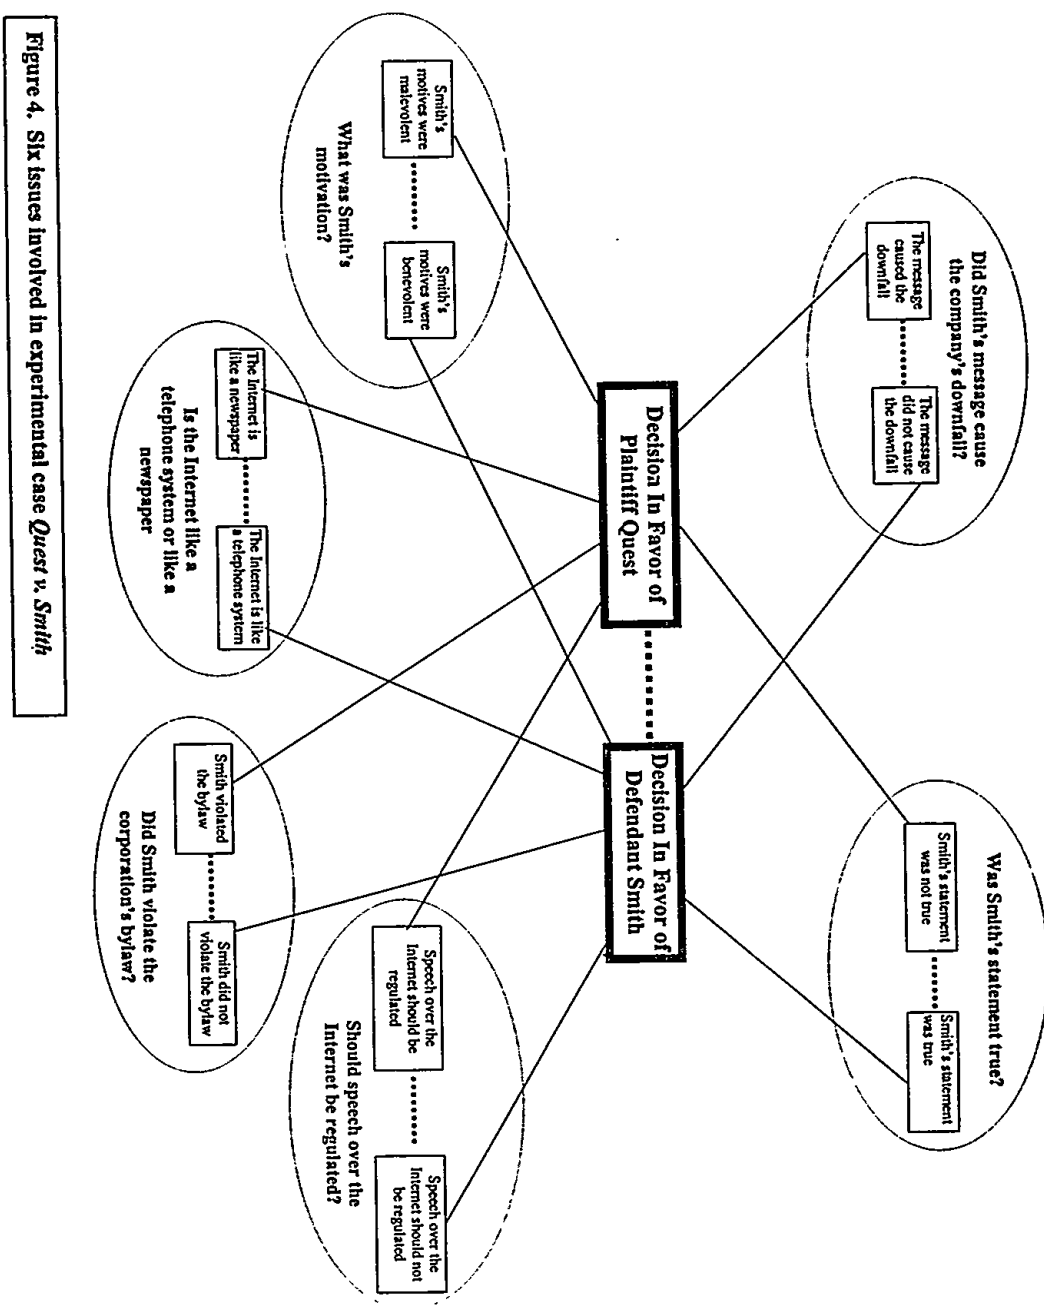 Did Smith's message cause
the company's downfall?
The message
caused the
downfall
The message
did not cause
the downfall
Was Smith's statement true?
Smith's statement
was not true
Smith's statement
was true
Decision In Favor of
Plaintiff Quest
Decision In Favor of
Defendant Smith
Smith's
motives were
malevolent
Smith's
motives were
benevolent
What was Smith's
motivation?
The Internet is
like a newspaper
The Internet is like
a telephone system
Is the Internet like a
telephone system or like a
newspaper
Smith violated
the bylaw
Smith did not
violate the bylaw
Did Smith violate the
corporation's bylaw?
Speech over the
Internet should be
regulated
Speech over the
Internet should not
be regulated
Should speech over the
Internet be regulated?
Figure 4. Six issues involved in experimental case Quest v. Smith